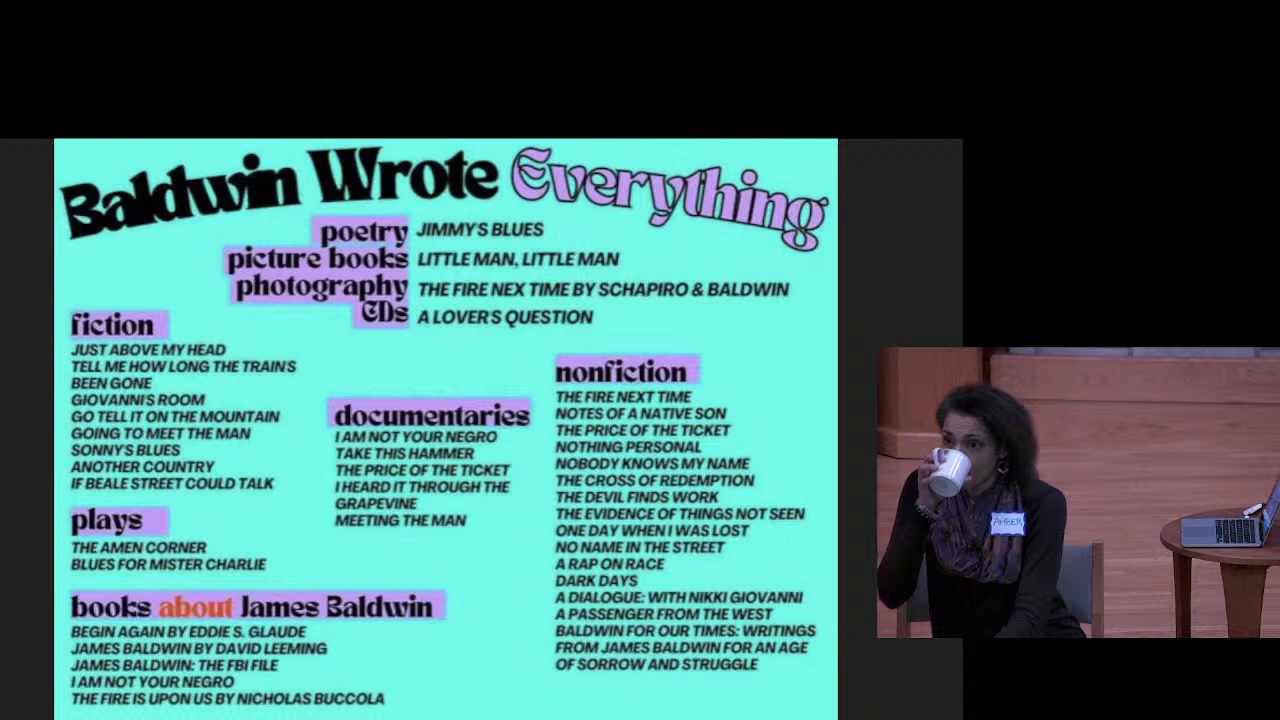 Baldwin Wrote Everything
poetry JIMMY'S BLUES
picture books LITTLE MAN, LITTLE MAN
photography THE FIRE NEX TIME BY SCHAPIRO & BALDWIN
CDs A LOVER'S QUESTION
fiction
JUST ABOVE MY HEAD
TELL ME HOW LONG THE TRAIN'S
BEEN GONE
GIOVANNI'S ROOM
GO TELL IT ON THE MOUNTAIN
GOING TO MEET THE MAN
SONNY'S BLUES
ANOTHER COUNTRY
IF BEALE STREET COULD TALK
plays
THE AMEN CORNER
BLUES FOR MISTER CHARLIE
books about James Baldwin
BEGIN AGAIN BY EDDIE S. GLAUDE
JAMES BALDWIN BY DAVID LEEMING
JAMES BALDWIN: THE FBI FILE
I AM NOT YOUR NEGRO
THE FIRE IS UPON US BY NICHOLAS BUCCOLA
documentaries
I AM NOT YOUR NEGRO
TAKE THIS HAMMER
THE PRICE OF THE TICKET
I HEARD IT THROUGH THE
GRAPEVINE
MEETING THE MAN
nonfiction
THE FIRE NEXT TIME
NOTES OF A NATIVE SON
THE PRICE OF THE TICKET
NOTHING PERSONAL
NOBODY KNOWS MY NAME
THE CROSS OF REDEMPTION
THE DEVIL FINDS WORK
THE EVIDENCE OF THINGS NOT SEEN
ONE DAY WHEN I WAS LOST
NO NAME IN THE STREET
A RAP ON RACE
DARK DAYS
A DIALOGUE: WITH NIKKI GIOVANNI
A PASSENGER FROM THE WEST
BALDWIN FOR OUR TIMES: WRITINGS
FROM JAMES BALDWIN FOR AN AGE
OF SORROW AND STRUGGLE
AMBER